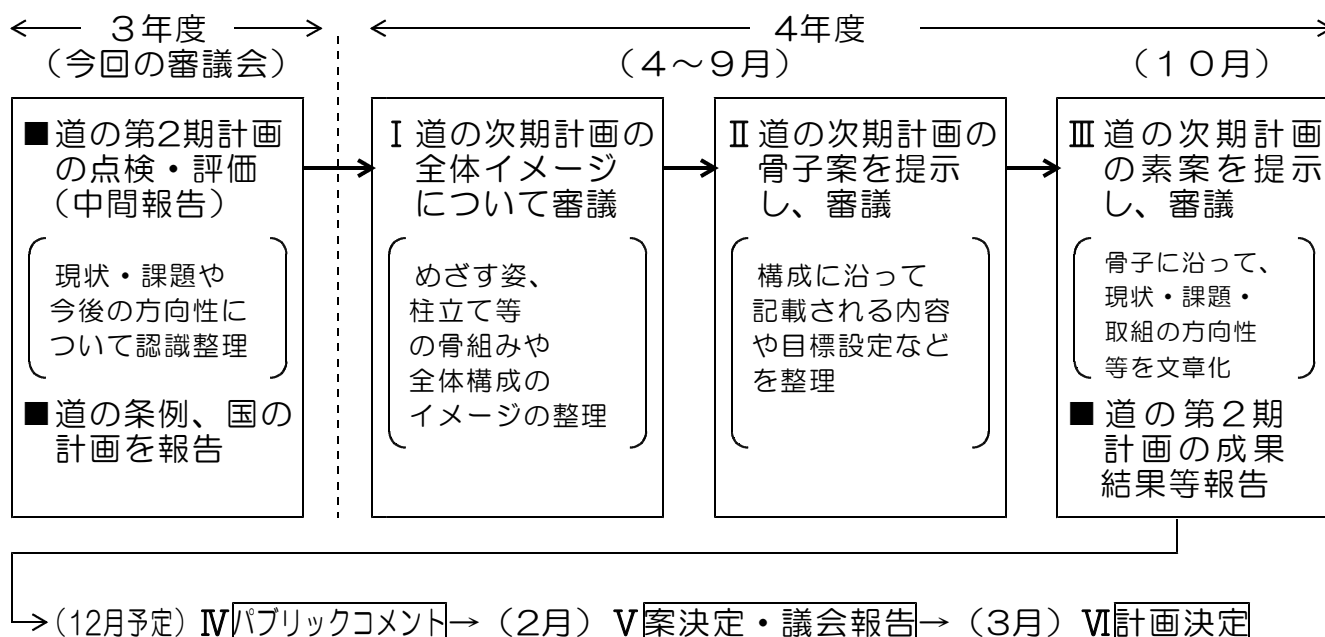 ３年度
（今回の審議会）
4年度
（４～９月）
（１０月）
■道の第2期計画
の点検・評価
（中間報告）
現状・課題や
今後の方向性に
ついて認識整理
■道の条例、国の
計画を報告
Ⅰ 道の次期計画の
全体イメージ
について審議
めざす姿、
柱立て等
の骨組みや
全体構成の
イメージの整理
Ⅱ 道の次期計画の
骨子案を提示
し、審議
構成に沿って
記載される内容
や目標設定など
を整理
Ⅲ 道の次期計画
の素案を提示
し、審議
骨子に沿って、
現状・課題・
取組の方向性
等を文章化
■ 道の第２期
計画の成果
結果等報告
（12月予定）Ⅳパブリックコメント→（２月）Ⅴ案決定・議会報告→（３月）Ⅵ計画決定